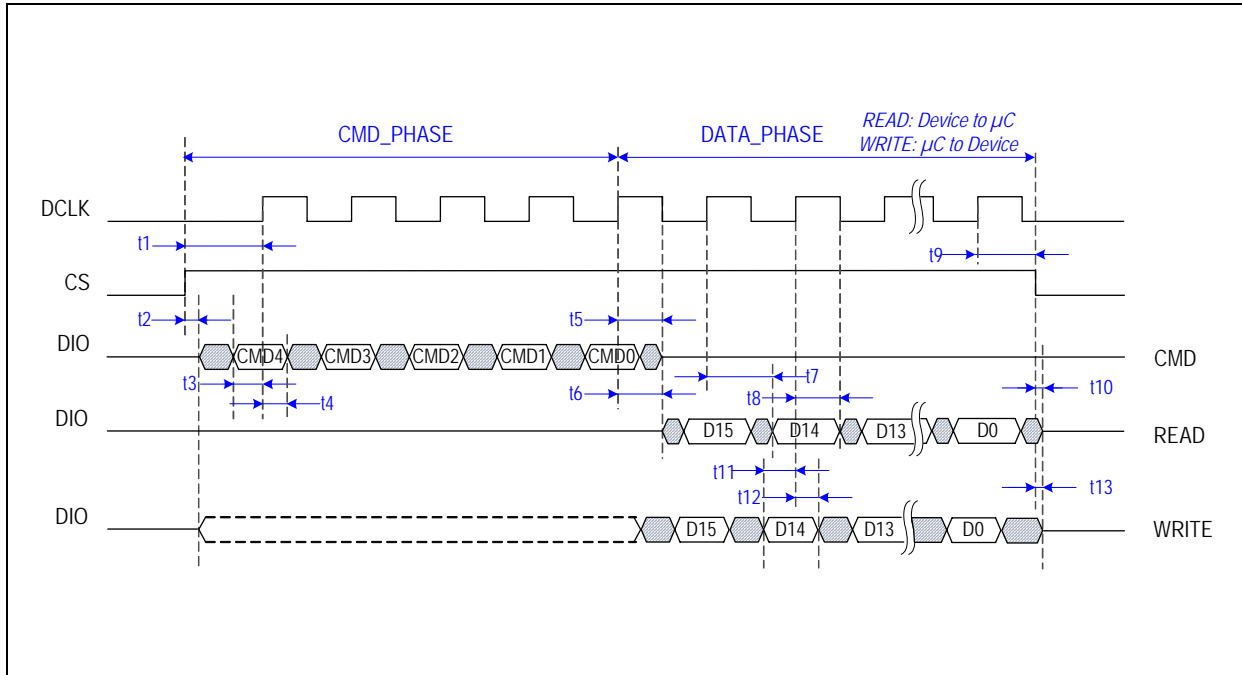 CMD_PHASE DATA_PHASE READ: Device to µC
WRITE: µC to Device
DCLK
t1 t9
CS
t2 t5
DIO CMD4 CMD3 CMD2 CMD1 CMD0 CMD
t3 t4 t6 t7 t8 t10
DIO D15 D14 D13 D0 READ
t11
t12 t13
DIO D15 D14 D13 D0 WRITE